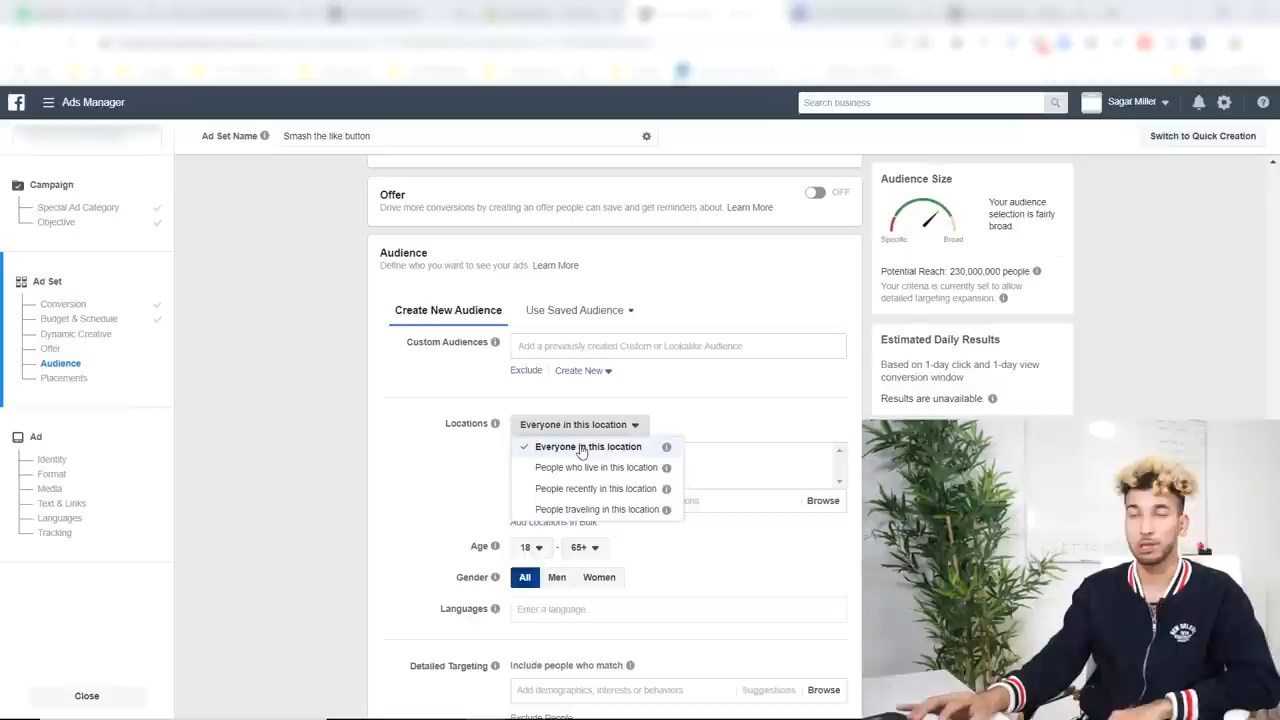 Ads Manager
Search business
Sagar Miller
Ad Set Name
Smash the like button
Switch to Quick Creation
Campaign
Special Ad Category
Objective
Ad Set
Conversion
Budget & Schedule
Dynamic Creative
Offer
Audience
Placements
Ad
Identity
Format
Media
Text & Links
Languages
Tracking
Close
Offer
OFF
Drive more conversions by creating an offer people can save and get reminders about. Learn More
Audience
Define who you want to see your ads. Learn More
Create New Audience
Use Saved Audience
Custom Audiences
Add a previously created Custom or Lookalike Audience
Exclude
Create New
Locations
Everyone in this location
Everyone in this location
People who live in this location
People recently in this location
People traveling in this location
Browse
Add Locations in Bulk
Age
18 - 65+
Gender
All Men Women
Languages
Enter a language...
Detailed Targeting
Include people who match
Add demographics, interests or behaviors
Suggestions
Browse
Exclude People
Audience Size
Your audience
selection is fairly
broad.
Specific
Broad
Potential Reach: 230,000,000 people
Your criteria is currently set to allow
detailed targeting expansion.
Estimated Daily Results
Based on 1-day click and 1-day view
conversion window
Results are unavailable.